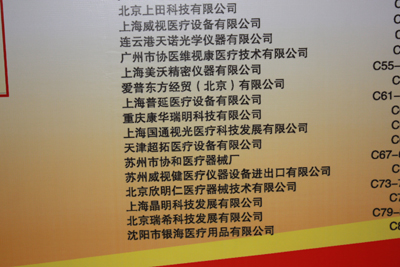 北京上田科技有限公司
上海威视医疗设备有限公司
连云港天诺光学仪器有限公司
广州市协医维视康医疗技术有限公司
上海美沃精密仪器有限公司 C55-
爱普东方经贸（北京）有限公司
上海普延医疗设备有限公司 C61-
重庆康华瑞明科技有限公司
上海国通视光医疗科技发展有限公司
天津超拓医疗设备有限公司
苏州市协和医疗器械厂 C67-
苏州威视健医疗仪器设备进出口有限公司
北京欣明仁医疗器械技术有限公司 C73-7
上海晶明科技发展有限公司
北京瑞希科技发展有限公司 C79-
沈阳市银海医疗用品有限公司